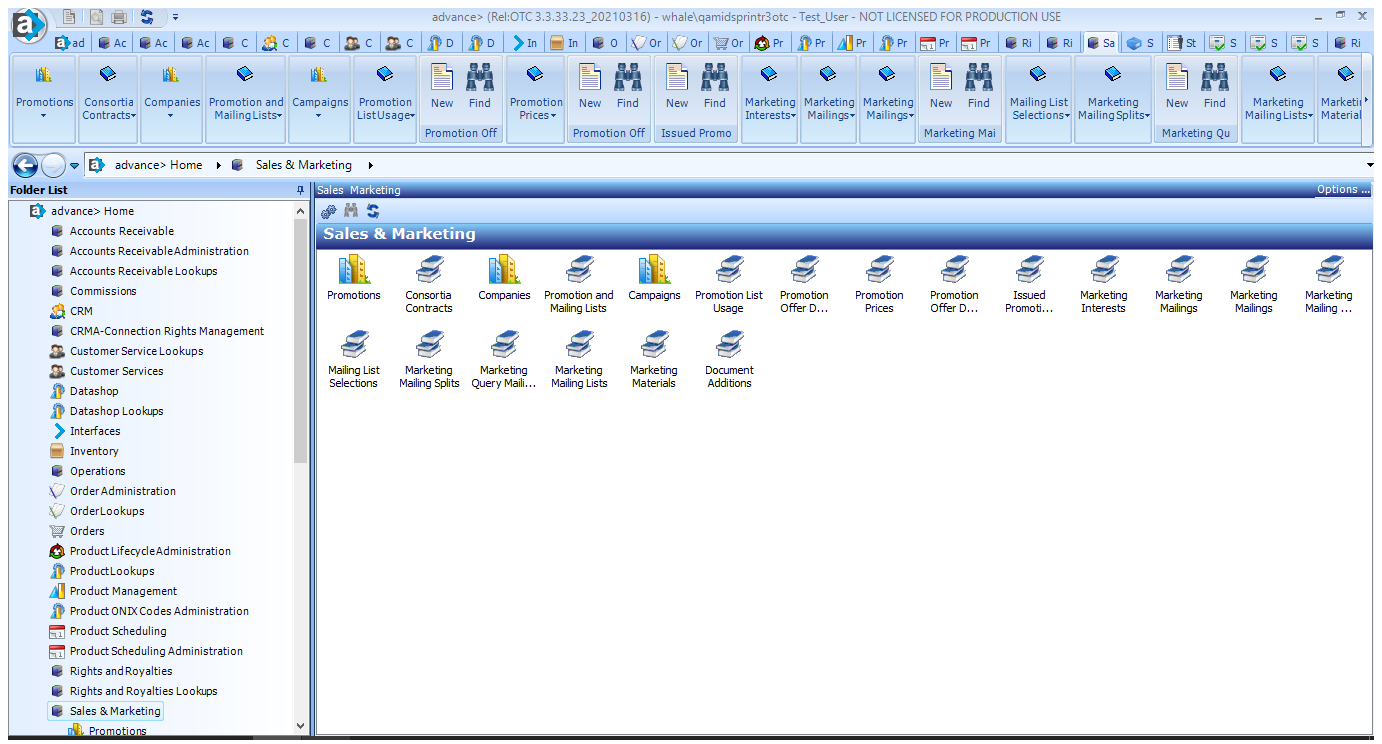 advance> (Rel:OTC 3.3.33.23_20210316) - whale\qamidsprintr3otc - Test_User - NOT LICENSED FOR PRODUCTION USE
ad Ac Ac Ac C C C C C D D In In O Or Or Or Pr Pr Pr Pr Pr Pr Ri Ri Sa S St S S S Ri
Promotions
Consortia
Contracts
Companies
Promotion and
Mailing Lists
Campaigns
Promotion
List Usage
New Find
Promotion Off
Promotion
Prices
New Find
Promotion Off
New Find
Issued Promo
Marketing
Interests
Marketing
Mailings
Marketing
Mailings
New Find
Marketing Mai
Mailing List
Selections
Marketing
Mailing Splits
New Find
Marketing Qu
Marketing
Mailing Lists
Marketi
Material
advance> Home Sales & Marketing
Folder List
advance> Home
Accounts Receivable
Accounts Receivable Administration
Accounts Receivable Lookups
Commissions
CRM
CRMA-Connection Rights Management
Customer Service Lookups
Customer Services
Datashop
Datashop Lookups
Interfaces
Inventory
Operations
Order Administration
Order Lookups
Orders
Product Lifecycle Administration
Product Lookups
Product Management
Product ONIX Codes Administration
Product Scheduling
Product Scheduling Administration
Rights and Royalties
Rights and Royalties Lookups
Sales & Marketing
Promotions
Sales Marketing
Options ...
Sales & Marketing
Promotions
Consortia
Contracts
Companies
Promotion and
Mailing Lists
Campaigns
Promotion List
Usage
Promotion
Offer D...
Promotion
Prices
Promotion
Offer D...
Issued
Promoti...
Marketing
Interests
Marketing
Mailings
Marketing
Mailings
Marketing
Mailing ...
Mailing List
Selections
Marketing
Mailing Splits
Marketing
Query Maili...
Marketing
Mailing Lists
Marketing
Materials
Document
Additions